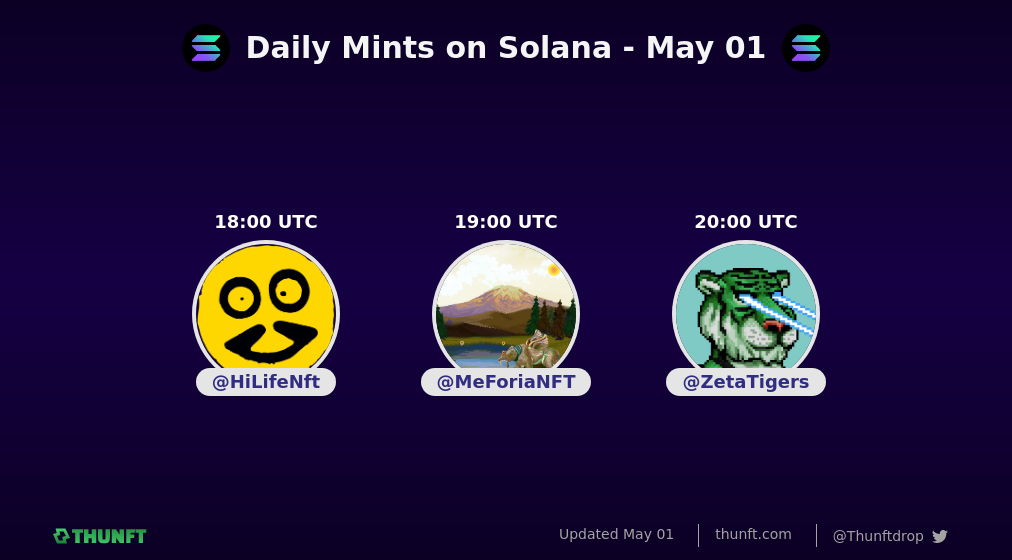 Daily Mints on Solana - May 01
18:00 UTC
19:00 UTC
20:00 UTC
@HiLifeNft
@MeForiaNFT
@ZetaTigers
THUNFT
Updated May 01
thunft.com
@Thunftdrop